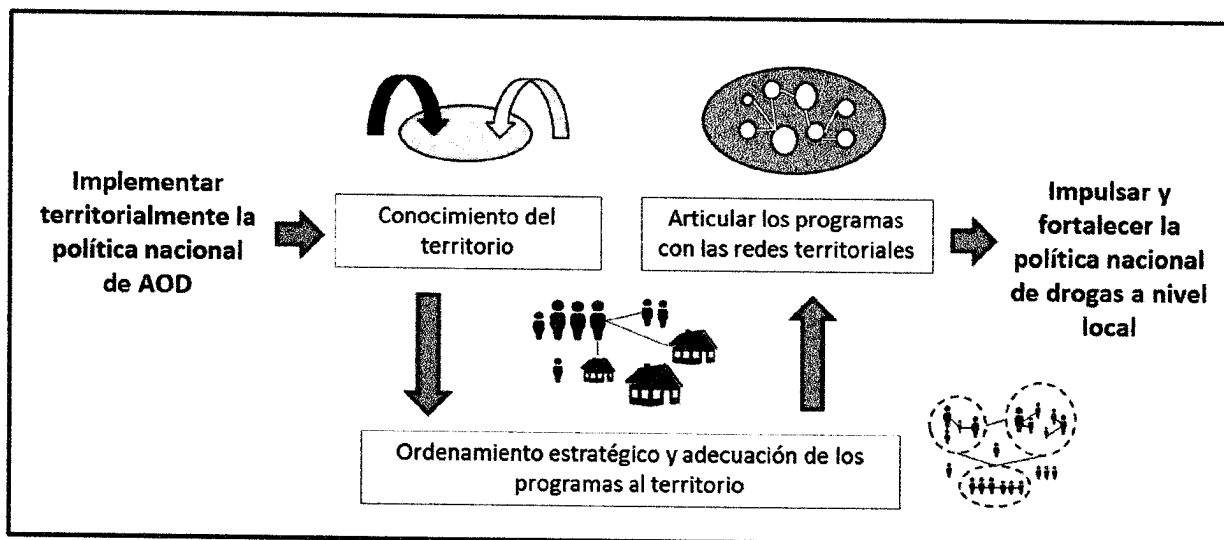 Implementar
territorialmente la
política nacional
de AOD
Conocimiento del
territorio
Articular los programas
con las redes territoriales
Impulsar y
fortalecer la
política nacional
de drogas a nivel
local
Ordenamiento estratégico y adecuación de los
programas al territorio